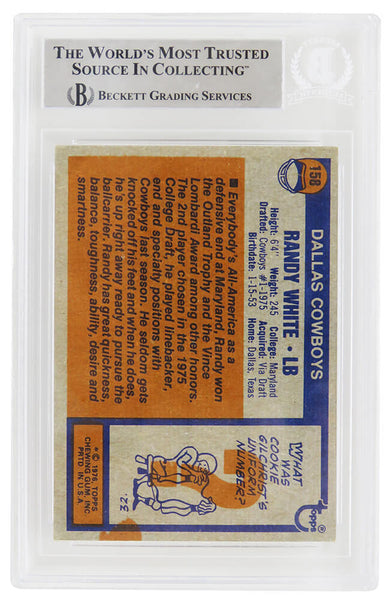 THE WORLD'S MOST TRUSTED
SOURCE IN COLLECTING™
B BECKETT GRADING SERVICES
158
DALLAS COWBOYS
RANDY WHITE • LB
Height: 6'4" Weight: 245 College: Maryland
Drafted: Cowboys #1-1975 Acquired: Via Draft
Birthdate: 1-15-53 Home: Dallas, Texas
■ Everybody's All-America as a
defensive end at Maryland, Randy won
the Outland Trophy and the Vince
Lombardi Award among other honors.
The 2nd player chosen in the 1975
College Draft, he played linebacker,
end and specialty positions with
Cowboys last season. He seldom gets
knocked off his feet and when he does,
he's up right away ready to pursue the
ballcarrier. Randy has great quickness,
balance, toughness, ability, desire and
smartness.
topps
WHAT
WAS
COOKIE
GILCHRIST'S
UNIFORM
NUMBER?
32
© 1976, TOPPS
CHEWING GUM, INC.
PRTD. IN U.S.A.